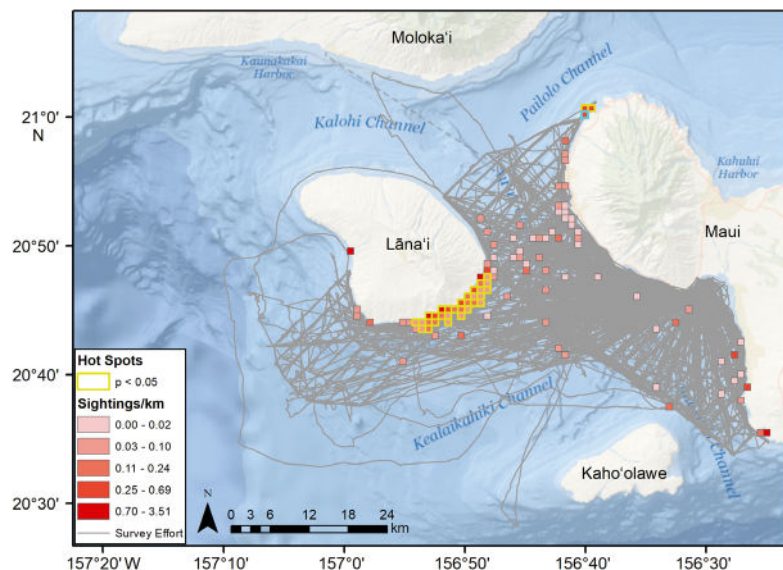 Moloka'i
Kaunakakai
Harbor
Pailolo Channel
21°0'
N
Kalohi Channel
Kahului
Harbor
Maui
20°50'
Lāna'i
Hot Spots
p < 0.05
Sightings/km
0.00 - 0.02
0.03 - 0.10
0.11 - 0.24
0.25 - 0.69
0.70 - 3.51
Survey Effort
20°40'
Kealaikahiki Channel
Channel
Kaho'olawe
20°30'
N
0 3 6 12 18 24
km
157°20'W
157°10'
157°0'
156°50'
156°40'
156°30'